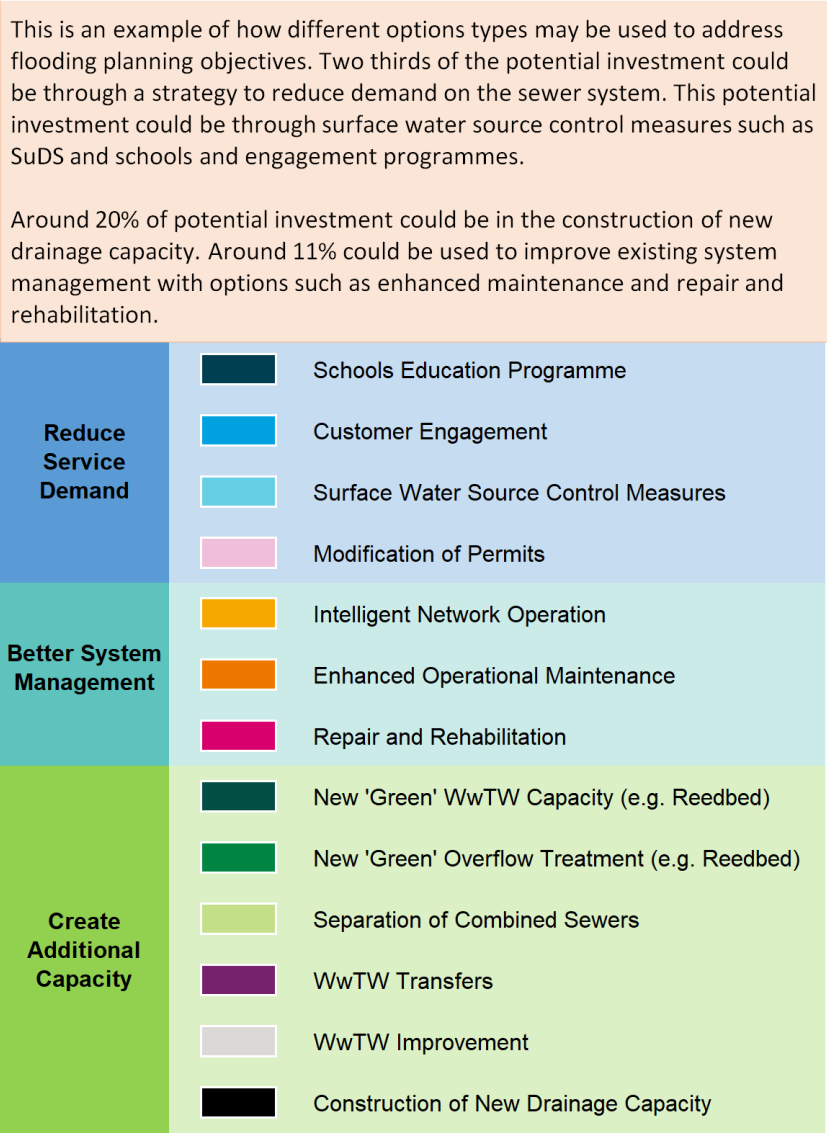 This is an example of how different options types may be used to address
flooding planning objectives. Two thirds of the potential investment could
be through a strategy to reduce demand on the sewer system. This potential
investment could be through surface water source control measures such as
SuDS and schools and engagement programmes.
Around 20% of potential investment could be in the construction of new
drainage capacity. Around 11% could be used to improve existing system
management with options such as enhanced maintenance and repair and
rehabilitation.
Reduce
Service
Demand
Schools Education Programme
Customer Engagement
Surface Water Source Control Measures
Modification of Permits
Better System
Management
Intelligent Network Operation
Enhanced Operational Maintenance
Repair and Rehabilitation
Create
Additional
Capacity
New 'Green' WwTW Capacity (e.g. Reedbed)
New 'Green' Overflow Treatment (e.g. Reedbed)
Separation of Combined Sewers
WwTW Transfers
WwTW Improvement
Construction of New Drainage Capacity